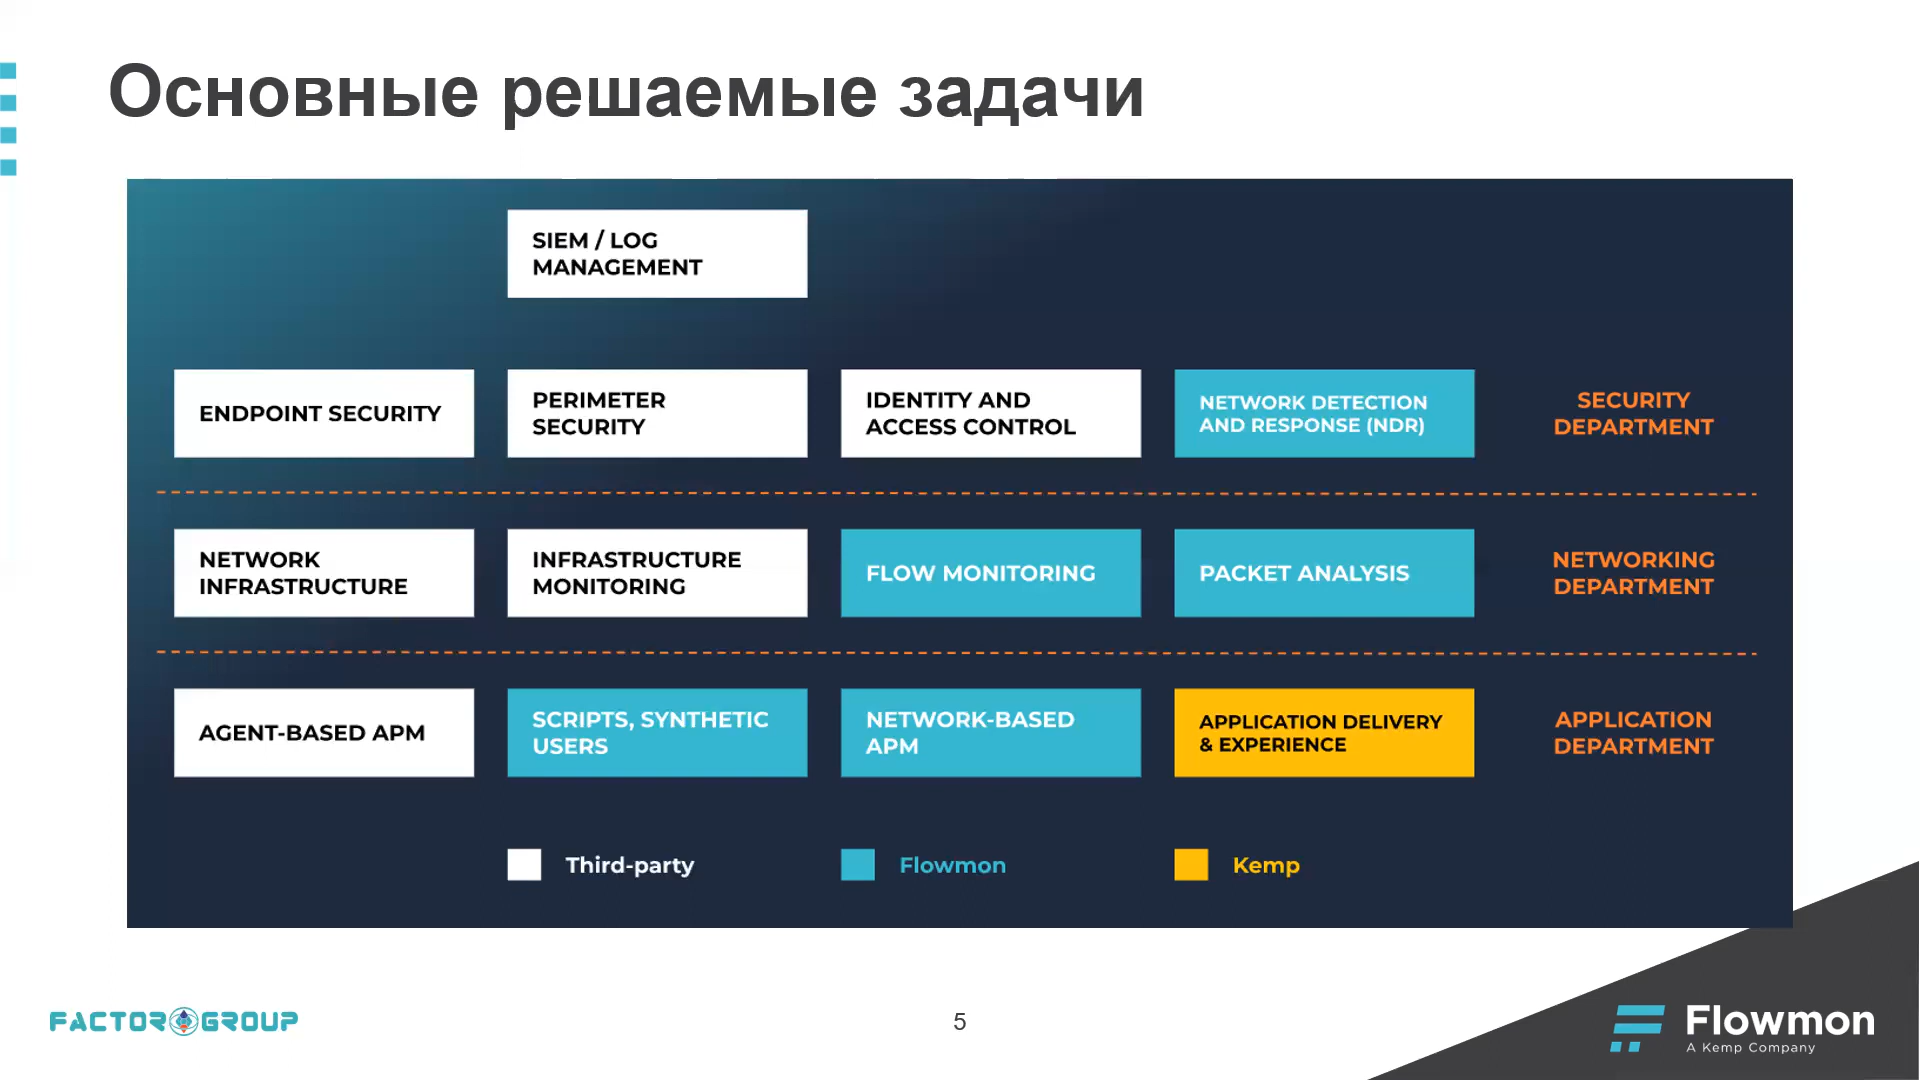 Основные решаемые задачи
SIEM / LOG
MANAGEMENT
ENDPOINT SECURITY
PERIMETER
SECURITY
IDENTITY AND
ACCESS CONTROL
NETWORK DETECTION
AND RESPONSE (NDR)
SECURITY
DEPARTMENT
NETWORK
INFRASTRUCTURE
INFRASTRUCTURE
MONITORING
FLOW MONITORING
PACKET ANALYSIS
NETWORKING
DEPARTMENT
AGENT-BASED APM
SCRIPTS, SYNTHETIC
USERS
NETWORK-BASED
APM
APPLICATION DELIVERY
& EXPERIENCE
APPLICATION
DEPARTMENT
Third-party
Flowmon
Kemp
FACTOR GROUP
5
Flowmon
A Kemp Company